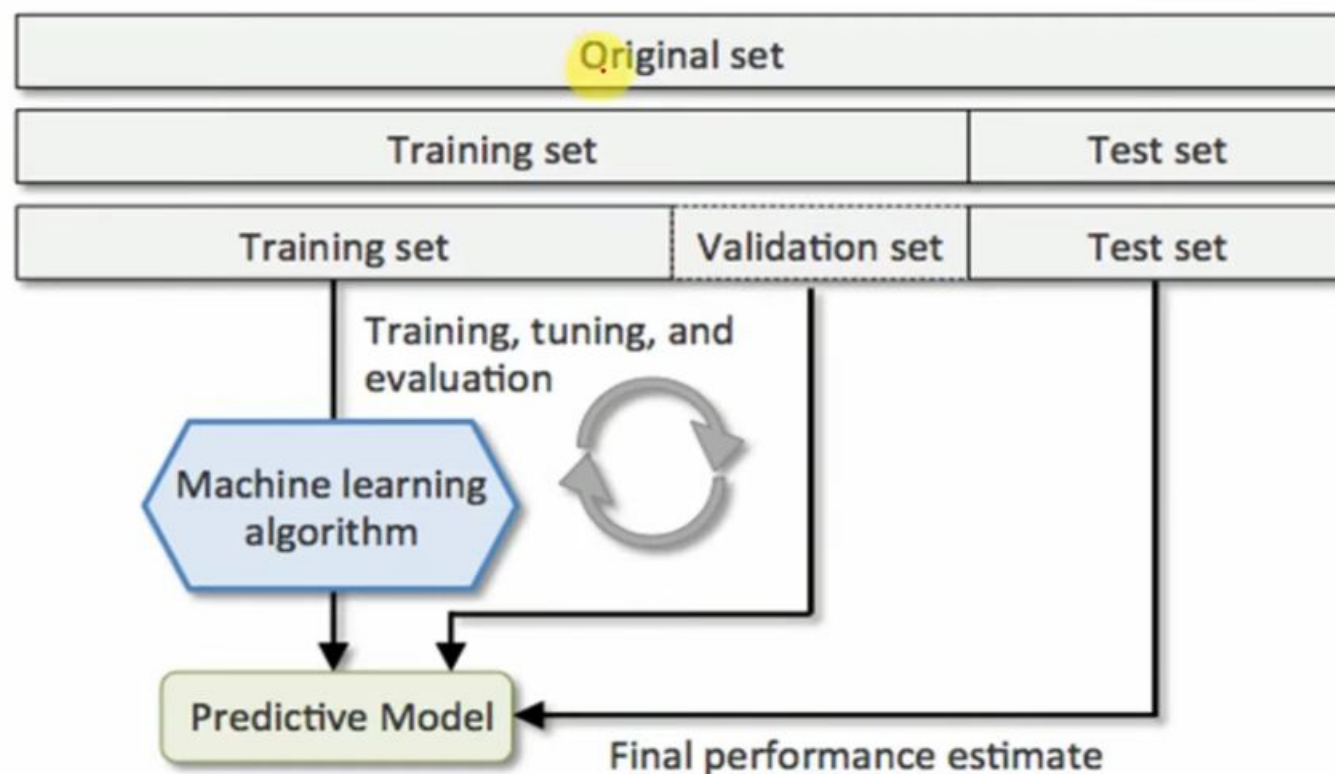 Original set
Training set
Test set
Training set
Validation set
Test set
Training, tuning, and
evaluation
Machine learning
algorithm
Predictive Model
Final performance estimate